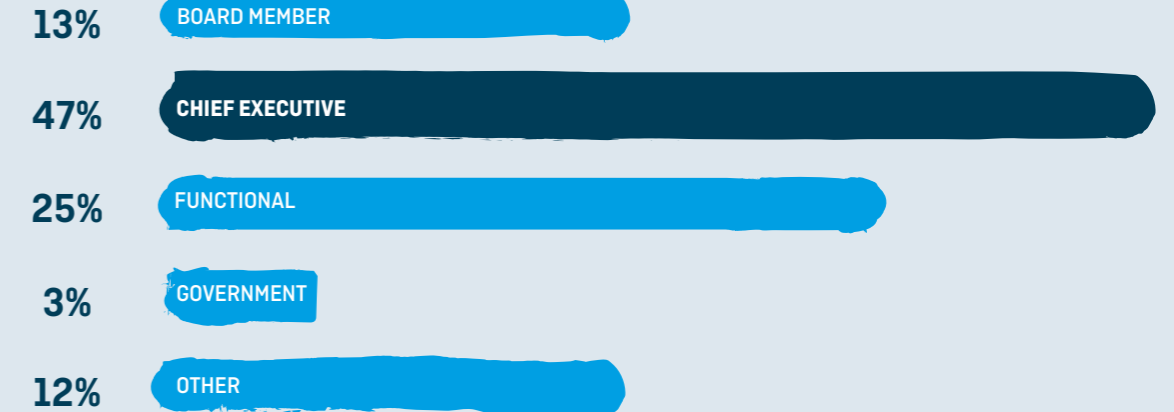 13% BOARD MEMBER
47% CHIEF EXECUTIVE
25% FUNCTIONAL
3% GOVERNMENT
12% OTHER